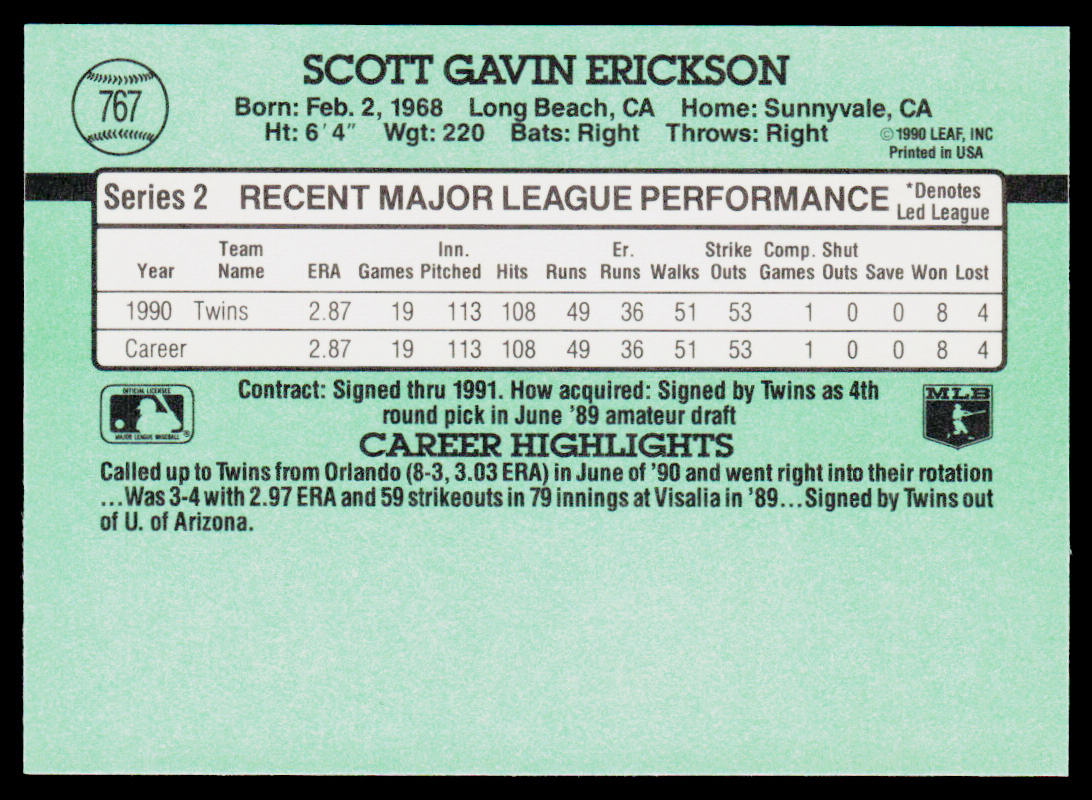 767
SCOTT GAVIN ERICKSON
Born: Feb. 2, 1968 Long Beach, CA Home: Sunnyvale, CA
Ht: 6'4" Wgt: 220 Bats: Right Throws: Right
©1990 LEAF, INC
Printed in USA
Series 2 RECENT MAJOR LEAGUE PERFORMANCE
*Denotes
Led League
Team Inn. Er. Strike Comp. Shut
Year Name ERA Games Pitched Hits Runs Runs Walks Outs Games Outs Save Won Lost
1990 Twins 2.87 19 113 108 49 36 51 53 1 0 0 8 4
Career 2.87 19 113 108 49 36 51 53 1 0 0 8 4
OFFICIAL LICENSEE
MAJOR LEAGUE BASEBALL ®
Contract: Signed thru 1991. How acquired: Signed by Twins as 4th
round pick in June '89 amateur draft
MLB
CAREER HIGHLIGHTS
Called up to Twins from Orlando (8-3, 3.03 ERA) in June of '90 and went right into their rotation
...Was 3-4 with 2.97 ERA and 59 strikeouts in 79 innings at Visalia in '89...Signed by Twins out
of U. of Arizona.